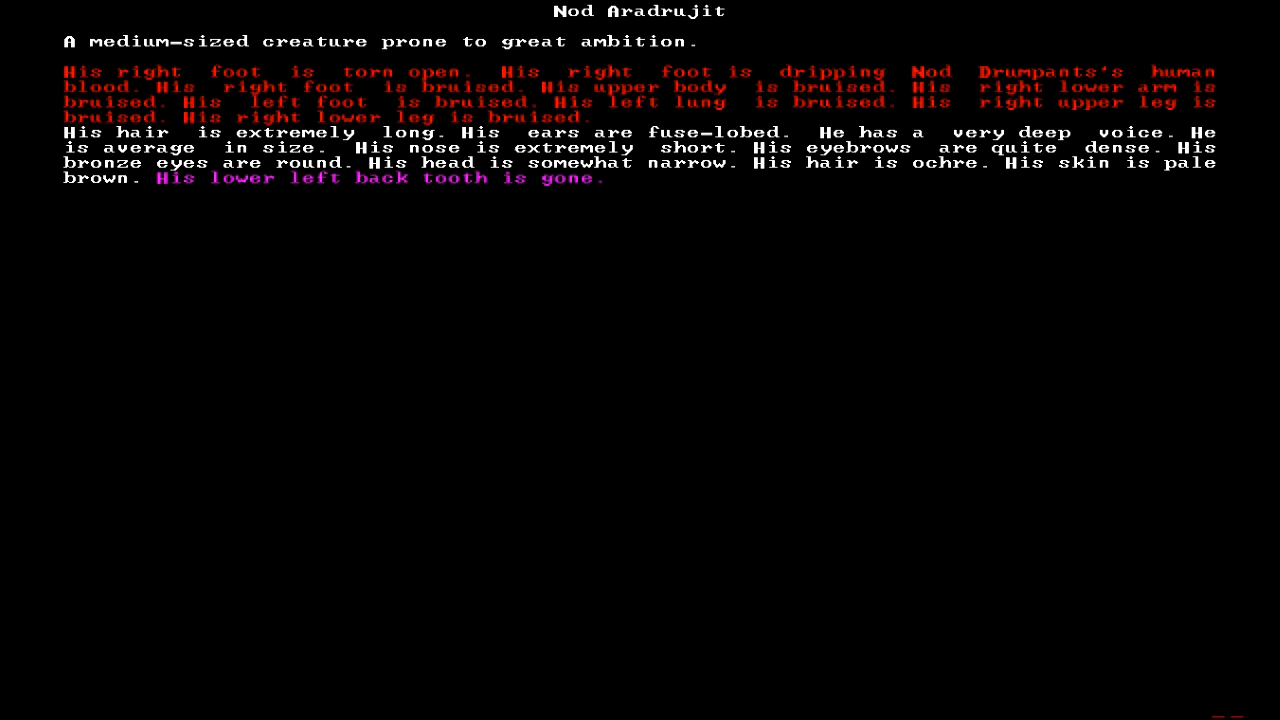 Nod Aradrujit
A medium-sized creature prone to great ambition.
His right foot is torn open. His right foot is dripping Nod Drumpants's human
blood. His right foot is bruised. His upper body is bruised. His right lower arm is
bruised. His left foot is bruised. His left lung is bruised. His right upper leg is
bruised. His right lower leg is bruised.
His hair is extremely long. His ears are fuse-lobed. He has a very deep voice. He
is average in size. His nose is extremely short. His eyebrows are quite dense. His
bronze eyes are round. His head is somewhat narrow. His hair is ochre. His skin is pale
brown. His lower left back tooth is gone.